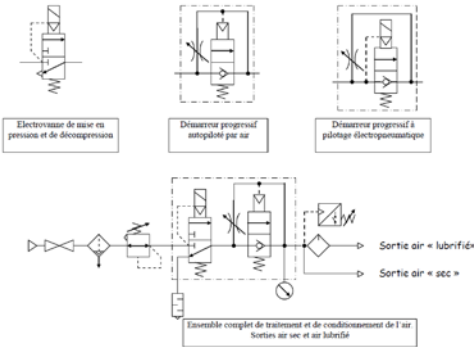 Electrovanne de mise en
pression et de décompression
Démarreur progressif
autopiloté par air
Démarreur progressif à
pilotage électropneumatique
Sortie air « lubrifié»
Sortie air « sec »
Ensemble complet de traitement et de conditionnement de l'air
Sorties air sec et air lubrifié